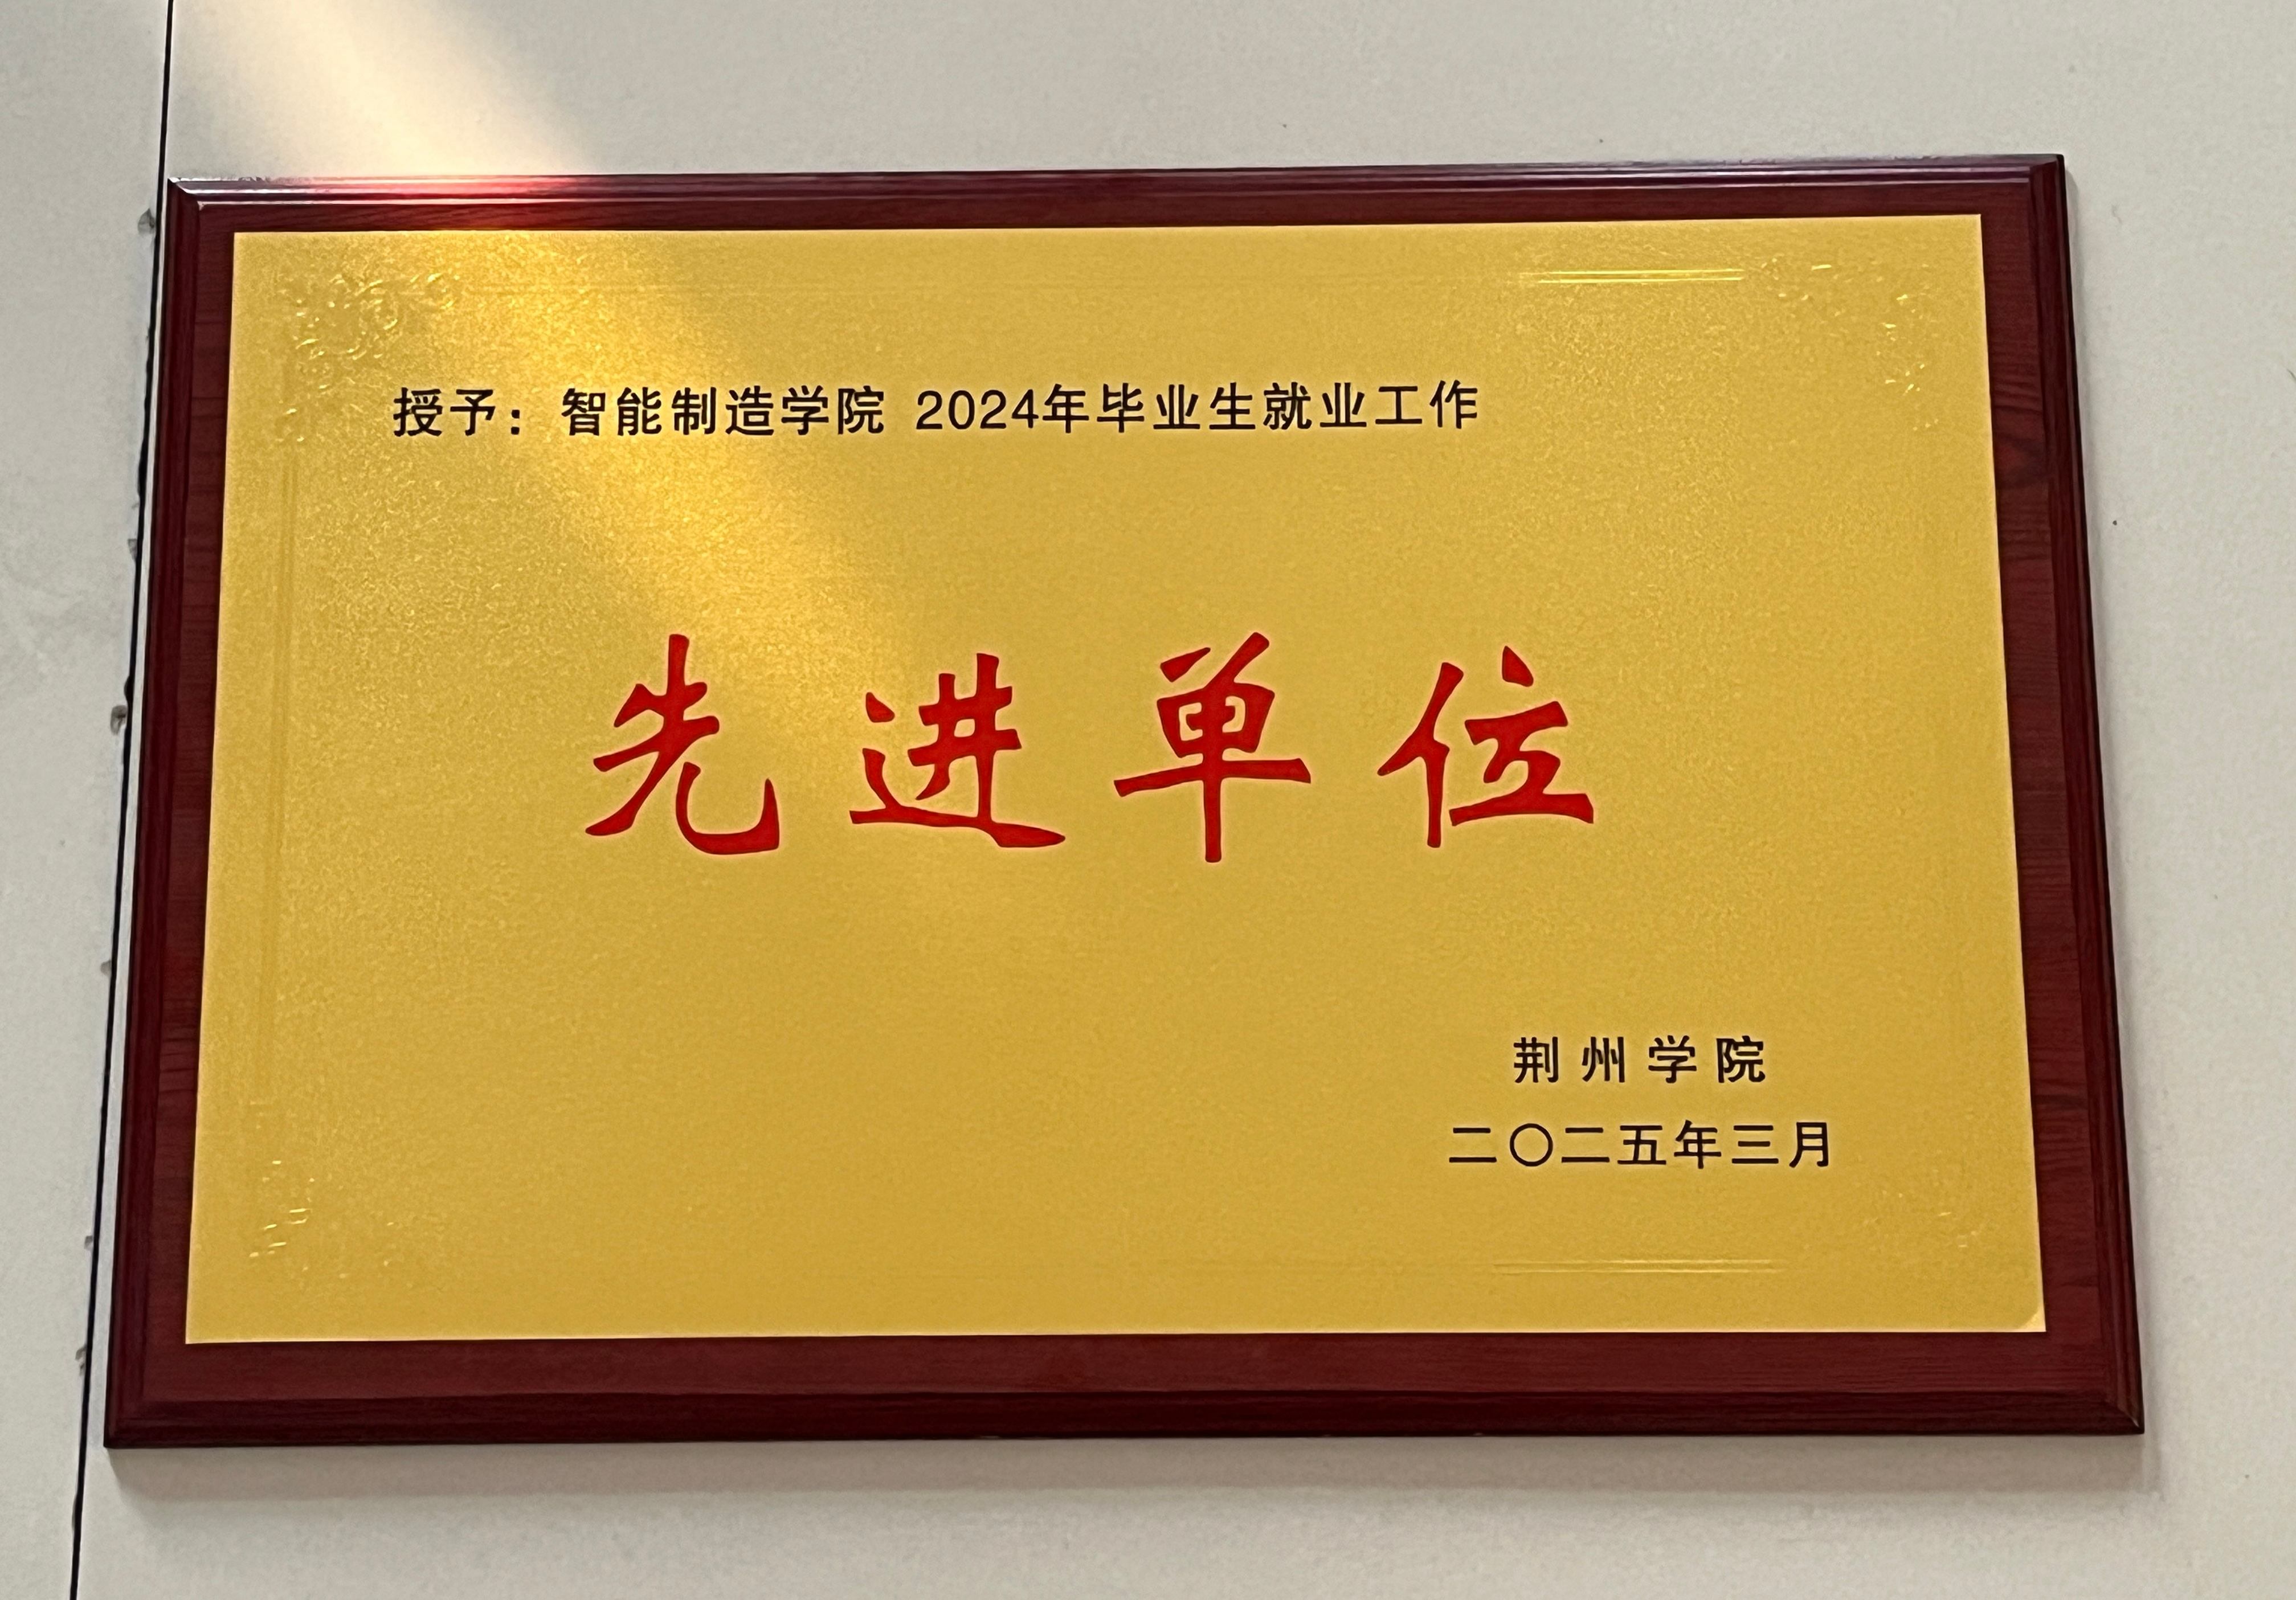 授予：智能制造学院 2024年毕业生就业工作
先进单位
荆州学院
二〇二五年三月